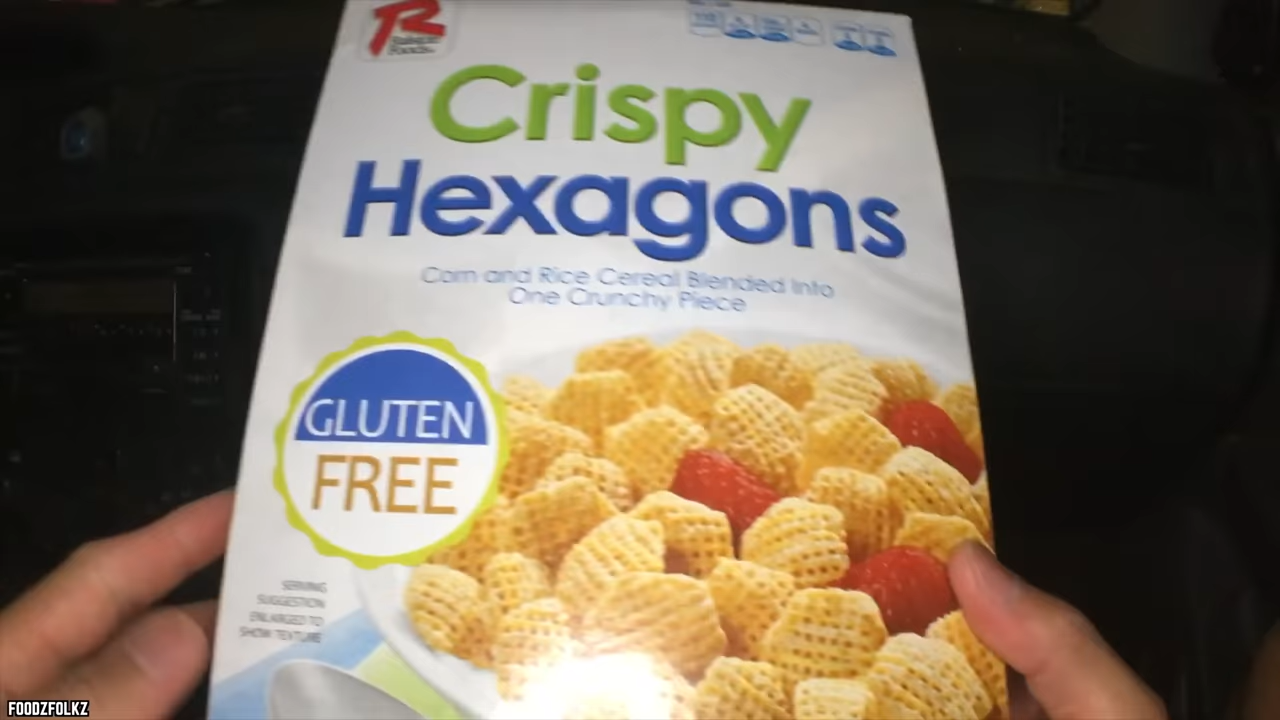 R
Foods
Crispy
Hexagons
Corn and Rice Cereal Blended Into
One Crunchy Piece
GLUTEN
FREE
SERVING
SUGGESTION
ENLARGED TO
SHOW TEXTURE
FOODZFOLKZ